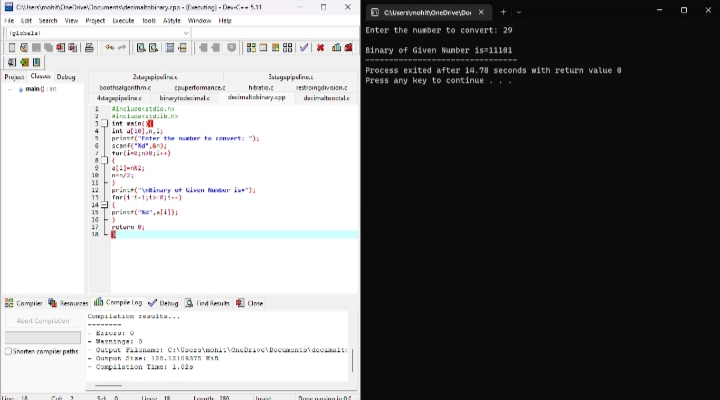 C:\Users\mohit\OneDrive\Documents\decimaltobinary.cpp - [Executing] - Dev-C++ 5.11
File Edit Search View Project Execute Tools AStyle Window Help
(globals)
Project Classes Debug
main() : int
2stagepipeline.c 5stagepipeline.c
boothsalgorithm.c cpuperformance.c hitratio.c restroingdivision.c
4stagepipeline.c binarytodecimal.c decimaltobinary.cpp decimaltooctal.c
1 #include<stdio.h>
2 #include<stdlib.h>
3 int main(){
4 int a[10],n,i;
5 printf("Enter the number to convert: ");
6 scanf("%d",&n);
7 for(i=0;n>0;i++)
8 {
9 a[i]=n%2;
10 n=n/2;
11 }
12 printf("\nBinary of Given Number is=");
13 for(i=i-1;i>=0;i--)
14 {
15 printf("%d",a[i]);
16 }
17 return 0;
18 }
Compiler Resources Compile Log Debug Find Results Close
Abort Compilation
Shorten compiler paths
Compilation results...
--------
- Errors: 0
- Warnings: 0
- Output Filename: C:\Users\mohit\OneDrive\Documents\decimalt
- Output Size: 128.12109375 KiB
- Compilation Time: 1.02s
Line: 18 Col: 2 Sel: 0 Lines: 18 Length: 280 Insert Done parsing in 0.0
C:\Users\mohit\OneDrive\Doc
Enter the number to convert: 29
Binary of Given Number is=11101
--------------------------------
Process exited after 14.78 seconds with return value 0
Press any key to continue . . .